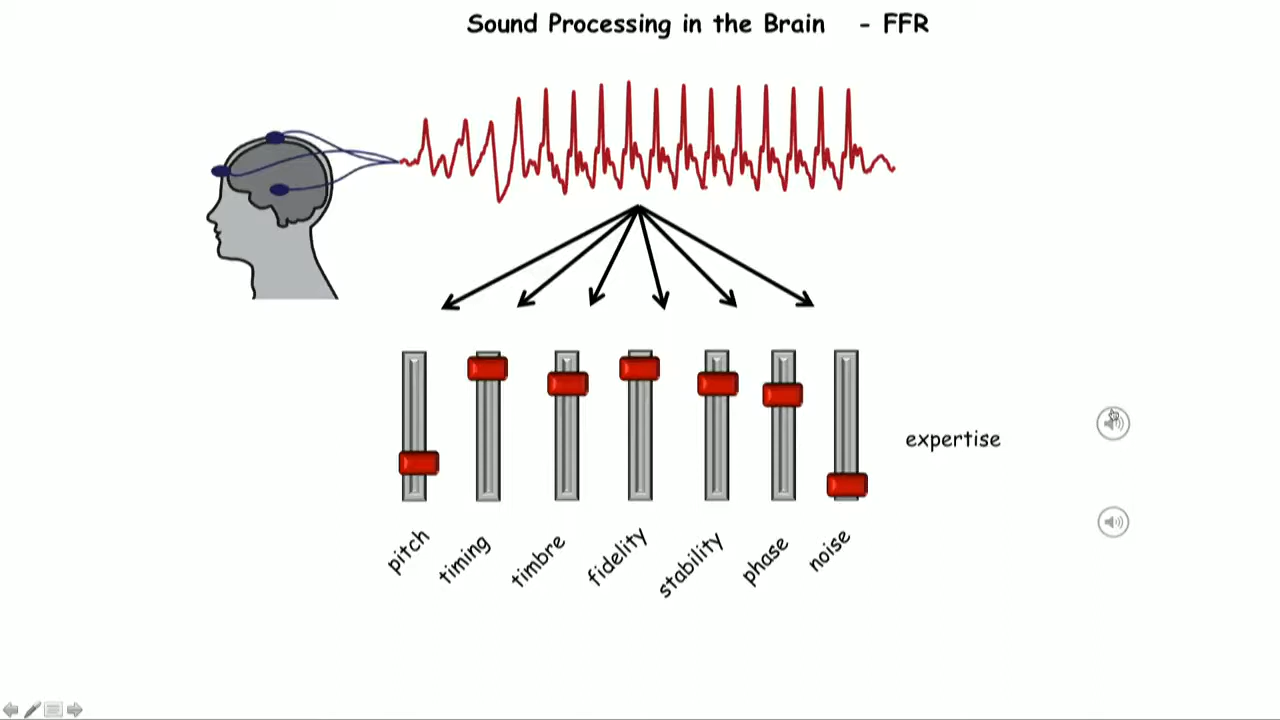 Sound Processing in the Brain - FFR
expertise
pitch
timing
timbre
fidelity
stability
phase
noise